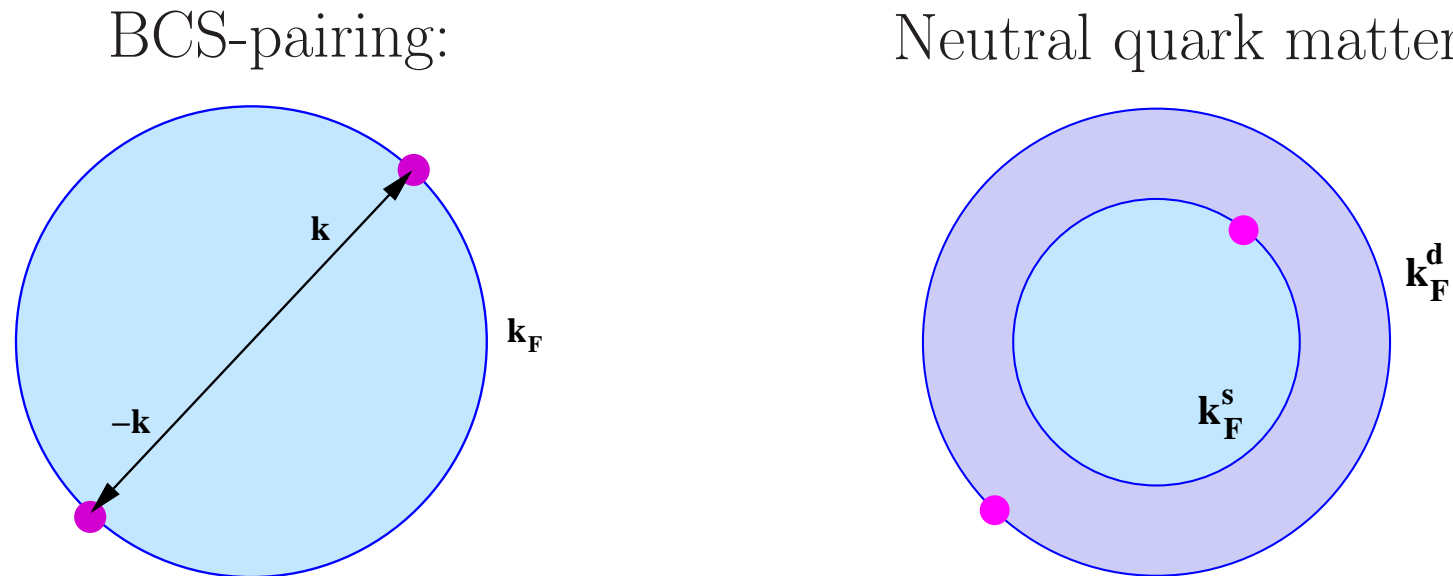 BCS-pairing:
Neutral quark matter
k
−k
k_F
k_F^d
k_F^s